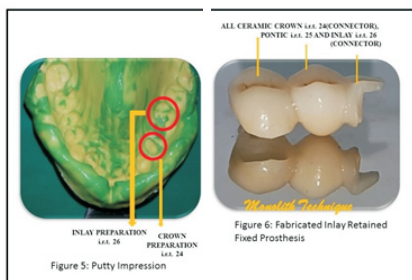 INLAY PREPARATION
i.r.t. 26
CROWN
PREPARATION
i.r.t. 24
Figure 5: Putty Impression
ALL CERAMIC CROWN i.r.t. 24(CONNECTOR),
PONTIC i.r.t. 25 AND INLAY i.r.t. 26
(CONNECTOR)
Monolith Technique
Figure 6: Fabricated Inlay Retained
Fixed Prosthesis